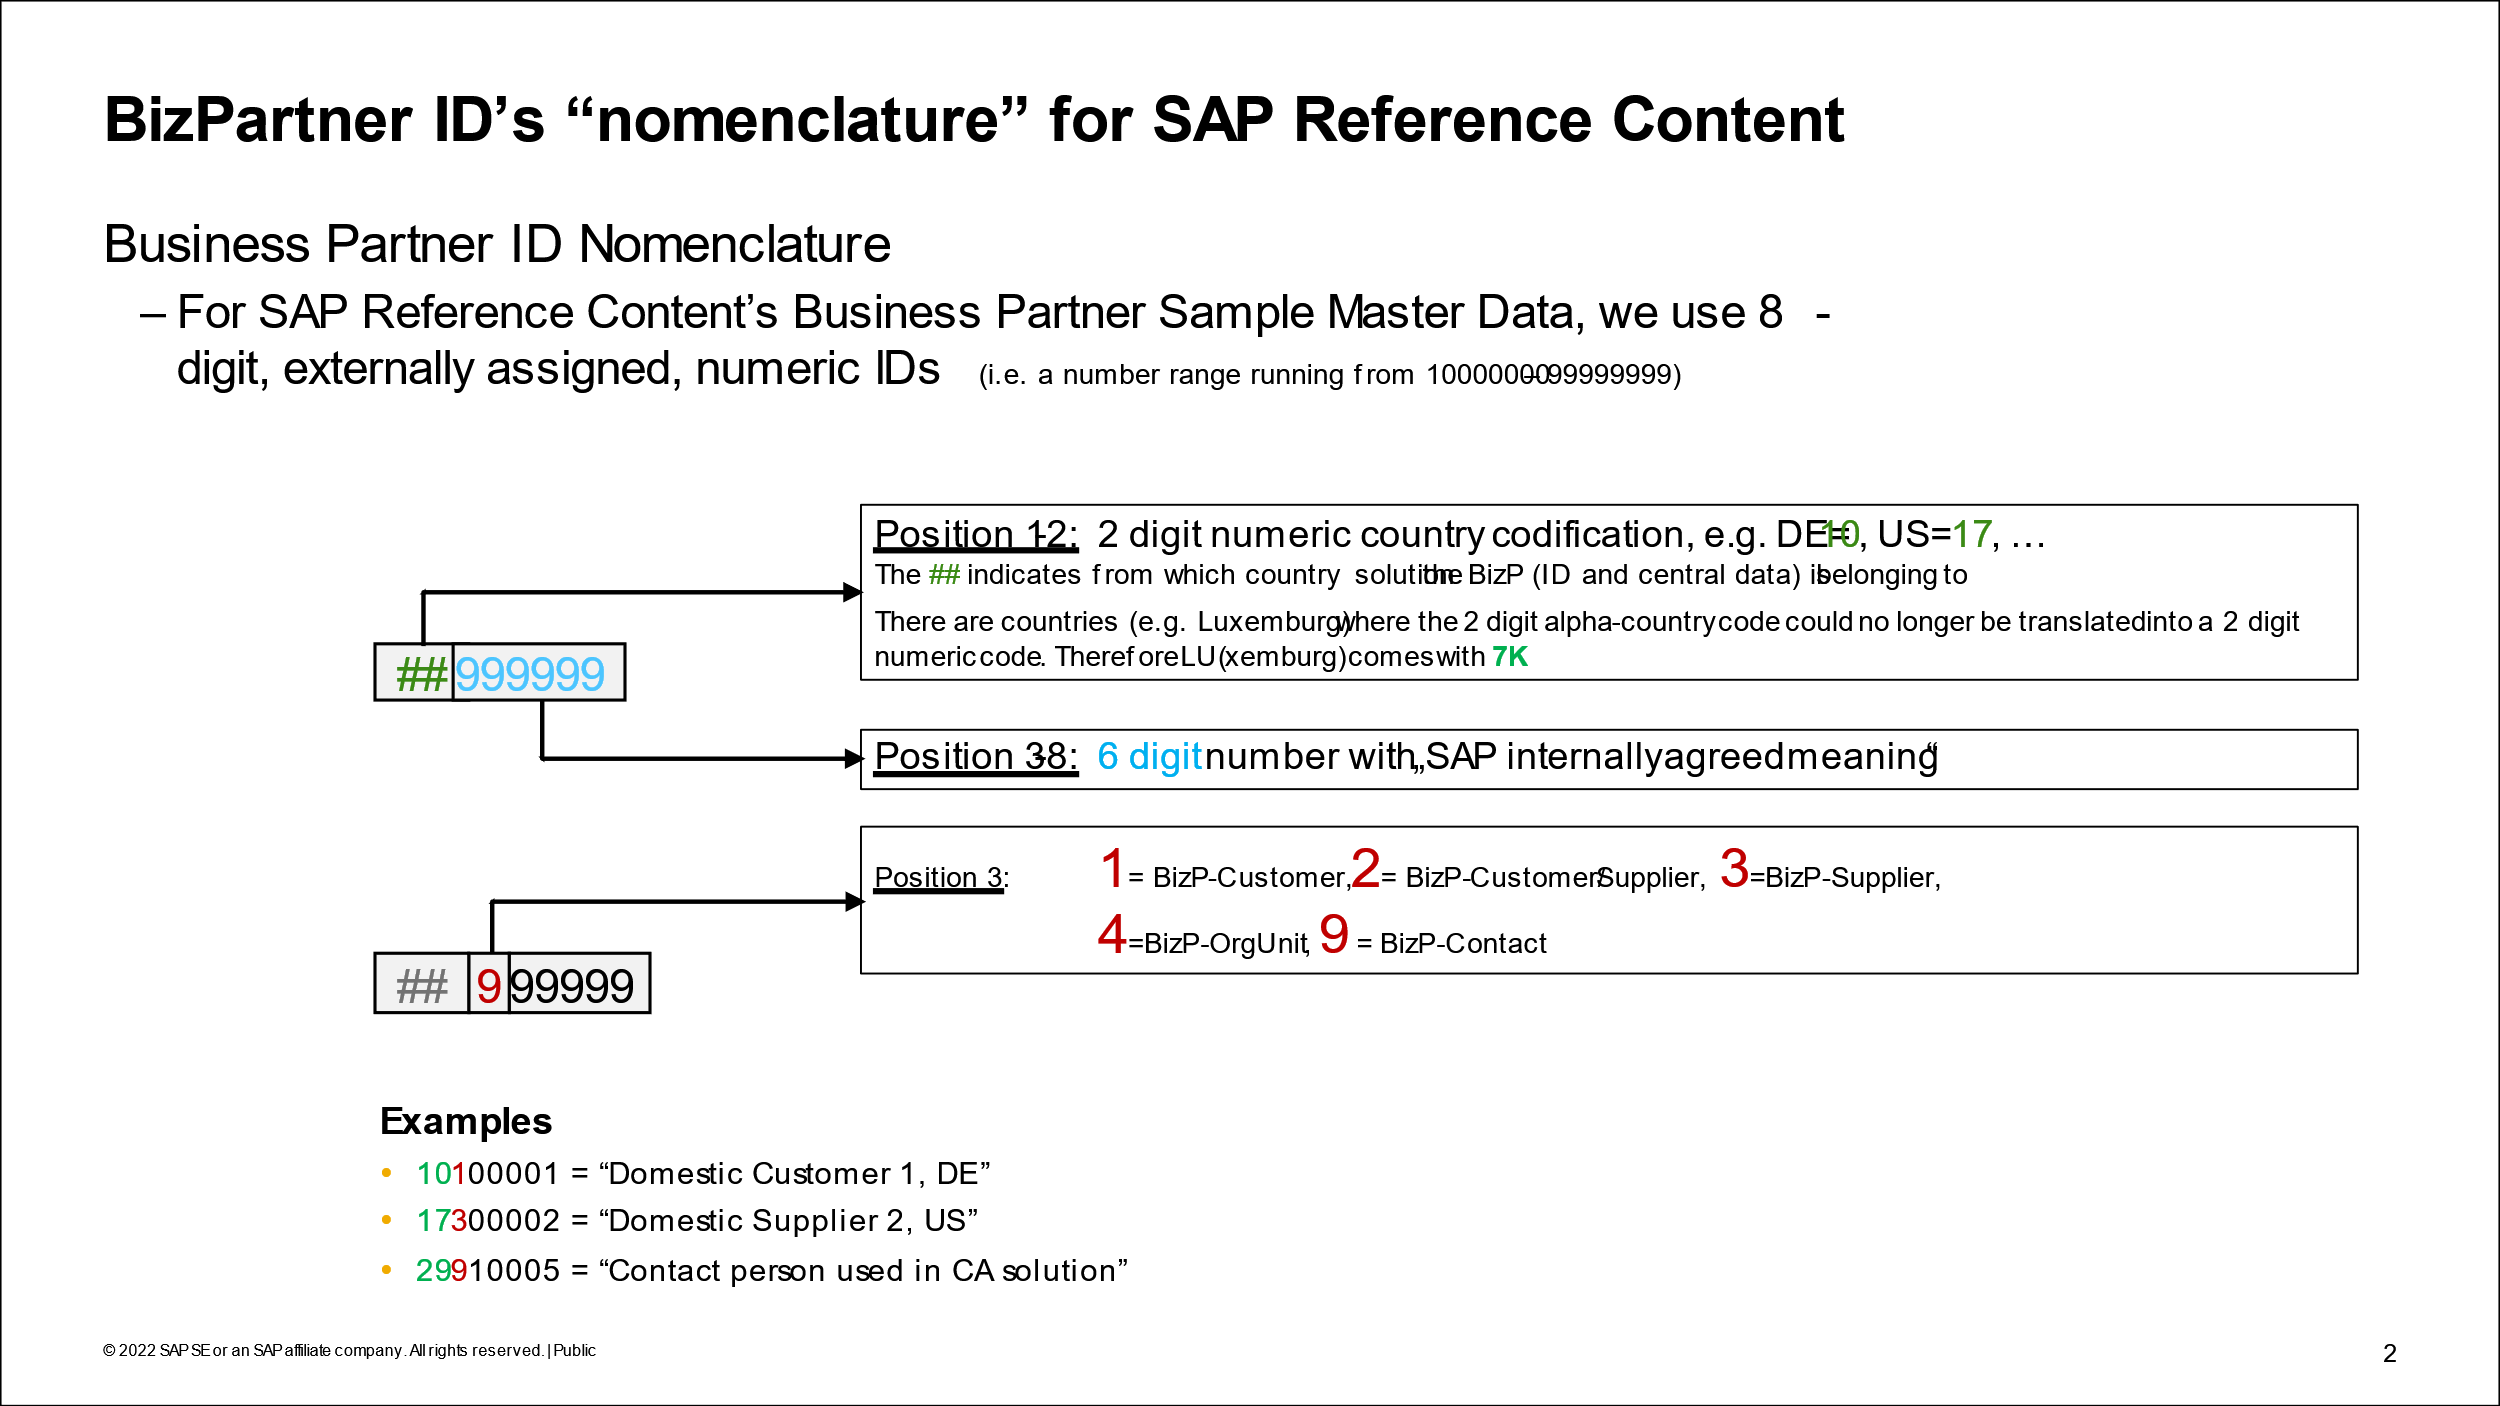 BizPartner ID’s “nomenclature” for SAP Reference Content
Business Partner ID Nomenclature
– For SAP Reference Content’s Business Partner Sample Master Data, we use 8 -
digit, externally assigned, numeric IDs (i.e. a number range running from 10000000 – 99999999)
Position 1-2: 2 digit numeric country codification, e.g. DE=10, US=17, …
The ## indicates from which country solution the BizP (ID and central data) is belonging to
There are countries (e.g. Luxemburg) where the 2 digit alpha-country code could no longer be translated into a 2 digit
numeric code. Therefore LU(xemburg) comes with 7K
##999999
Position 3-8: 6 digit number with „SAP internally agreed meaning“
Position 3: 1= BizP-Customer, 2= BizP-Customer/Supplier, 3=BizP-Supplier,
4=BizP-OrgUnit, 9 = BizP-Contact
## 9 99999
Examples
• 10100001 = “Domestic Customer 1, DE”
• 17300002 = “Domestic Supplier 2, US”
• 29910005 = “Contact person used in CA solution”
© 2022 SAP SE or an SAP affiliate company. All rights reserved. | Public
2